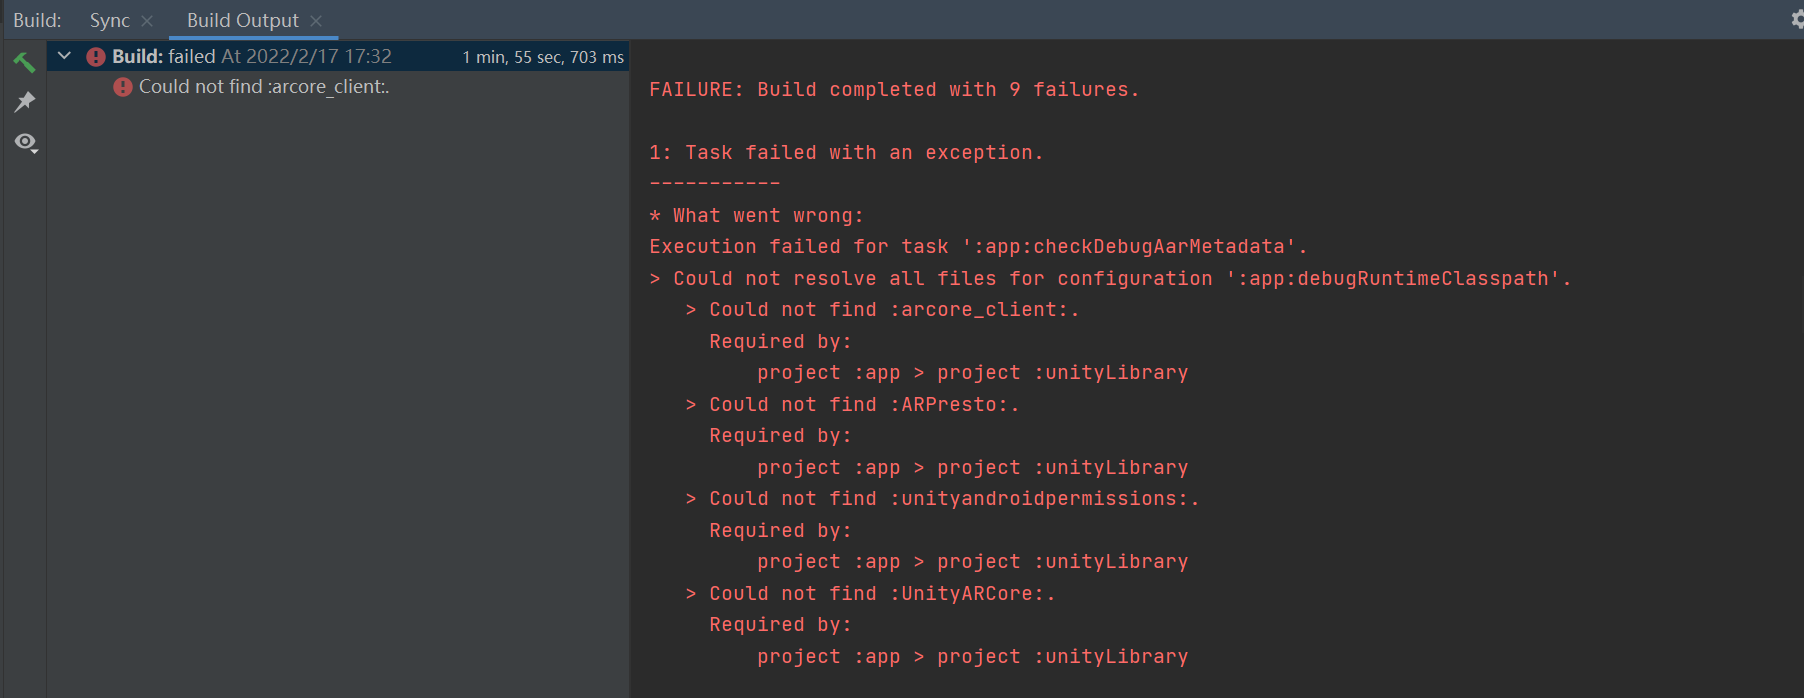 Build: Sync Build Output
Build: failed At 2022/2/17 17:32 1 min, 55 sec, 703 ms
Could not find :arcore_client:.
FAILURE: Build completed with 9 failures.
1: Task failed with an exception.
-----------
* What went wrong:
Execution failed for task ':app:checkDebugAarMetadata'.
> Could not resolve all files for configuration ':app:debugRuntimeClasspath'.
> Could not find :arcore_client:.
Required by:
project :app > project :unityLibrary
> Could not find :ARPresto:.
Required by:
project :app > project :unityLibrary
> Could not find :unityandroidpermissions:.
Required by:
project :app > project :unityLibrary
> Could not find :UnityARCore:.
Required by:
project :app > project :unityLibrary